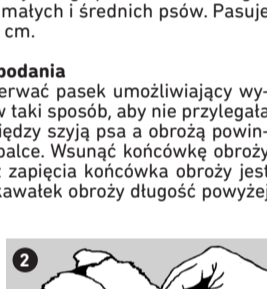 małych i średnich psów. Pasuje
cm.
podania
erwać pasek umożliwiający wy-
w taki sposób, aby nie przylegała
iędzy szyją psa a obrożą powin-
palce. Wsunąć końcówkę obroży
zapięcia końcówka obroży jest
kawałek obroży długość powyżej
2